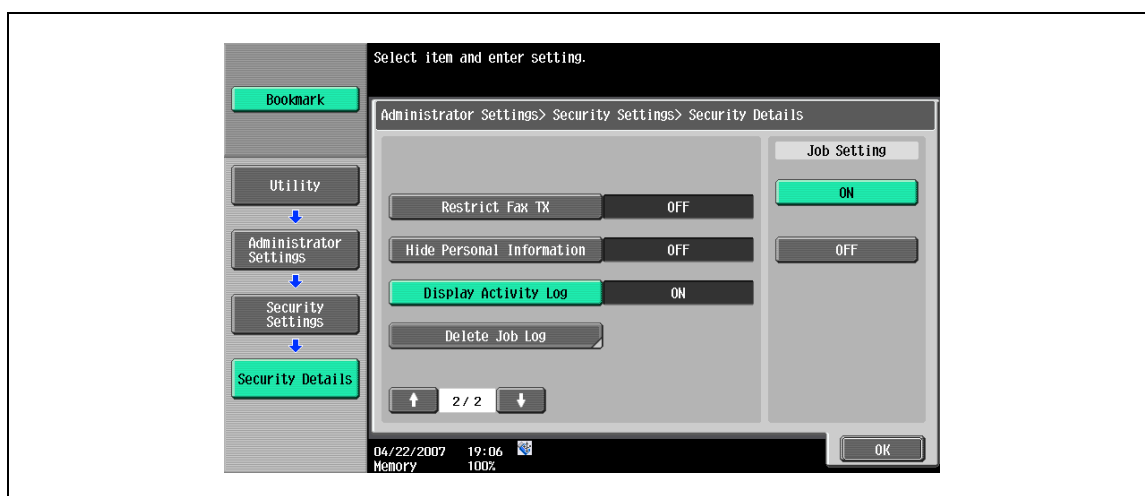 Select item and enter setting.
Bookmark
Administrator Settings> Security Settings> Security Details
Job Setting
Utility
ON
Restrict Fax TX OFF
Administrator
Settings
Hide Personal Information OFF
OFF
Display Activity Log ON
Security
Settings
Delete Job Log
Security Details
2/ 2
04/22/2007 19:06
Memory 100%
OK